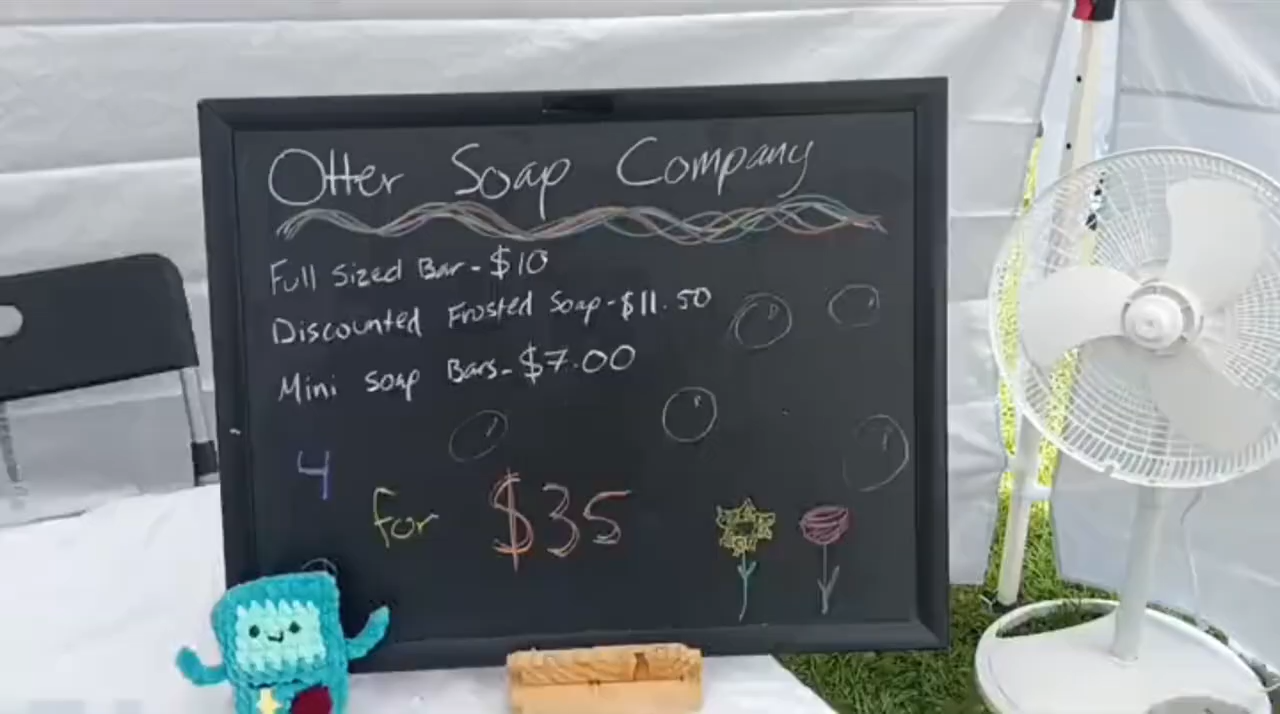 Otter Soap Company
Full Sized Bar - $10
Discounted Frosted Soap - $11.50
Mini Soap Bars - $7.00
4 for $35